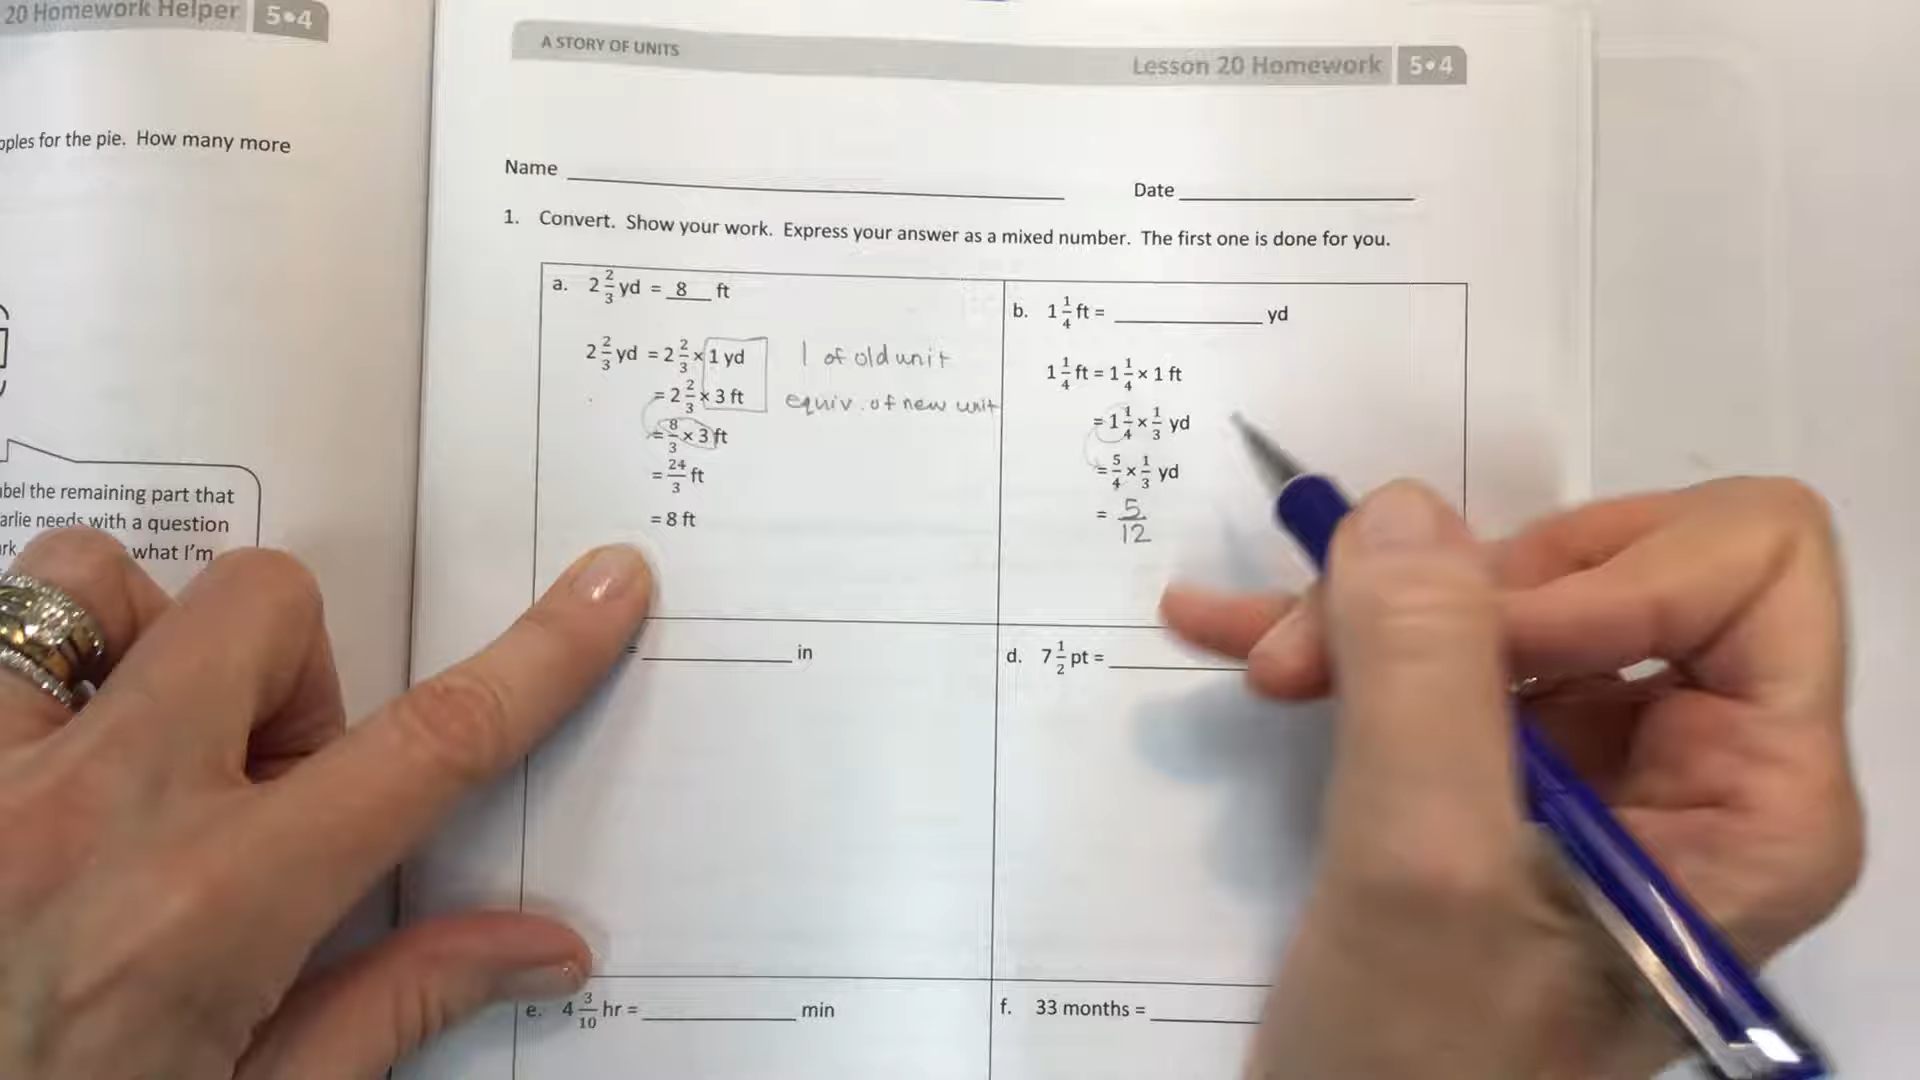 20 Homework Helper 5•4
pples for the pie. How many more
bel the remaining part that
arlie needs with a question
what I'm
A STORY OF UNITS
Lesson 20 Homework 5•4
Name
Date
1. Convert. Show your work. Express your answer as a mixed number. The first one is done for you.
a. 2 2/3 yd = 8 ft
2 2/3 yd = 2 2/3 × 1 yd 1 of old unit
= 2 2/3 × 3 ft equiv. of new unit
= 8/3 × 3 ft
= 24/3 ft
= 8 ft
b. 1 1/4 ft = ____________ yd
1 1/4 ft = 1 1/4 × 1 ft
= 1 1/4 × 1/3 yd
= 5/4 × 1/3 yd
= 5/12
= ____________ in
d. 7 1/2 pt = ____________
e. 4 3/10 hr = ____________ min
f. 33 months = ____________